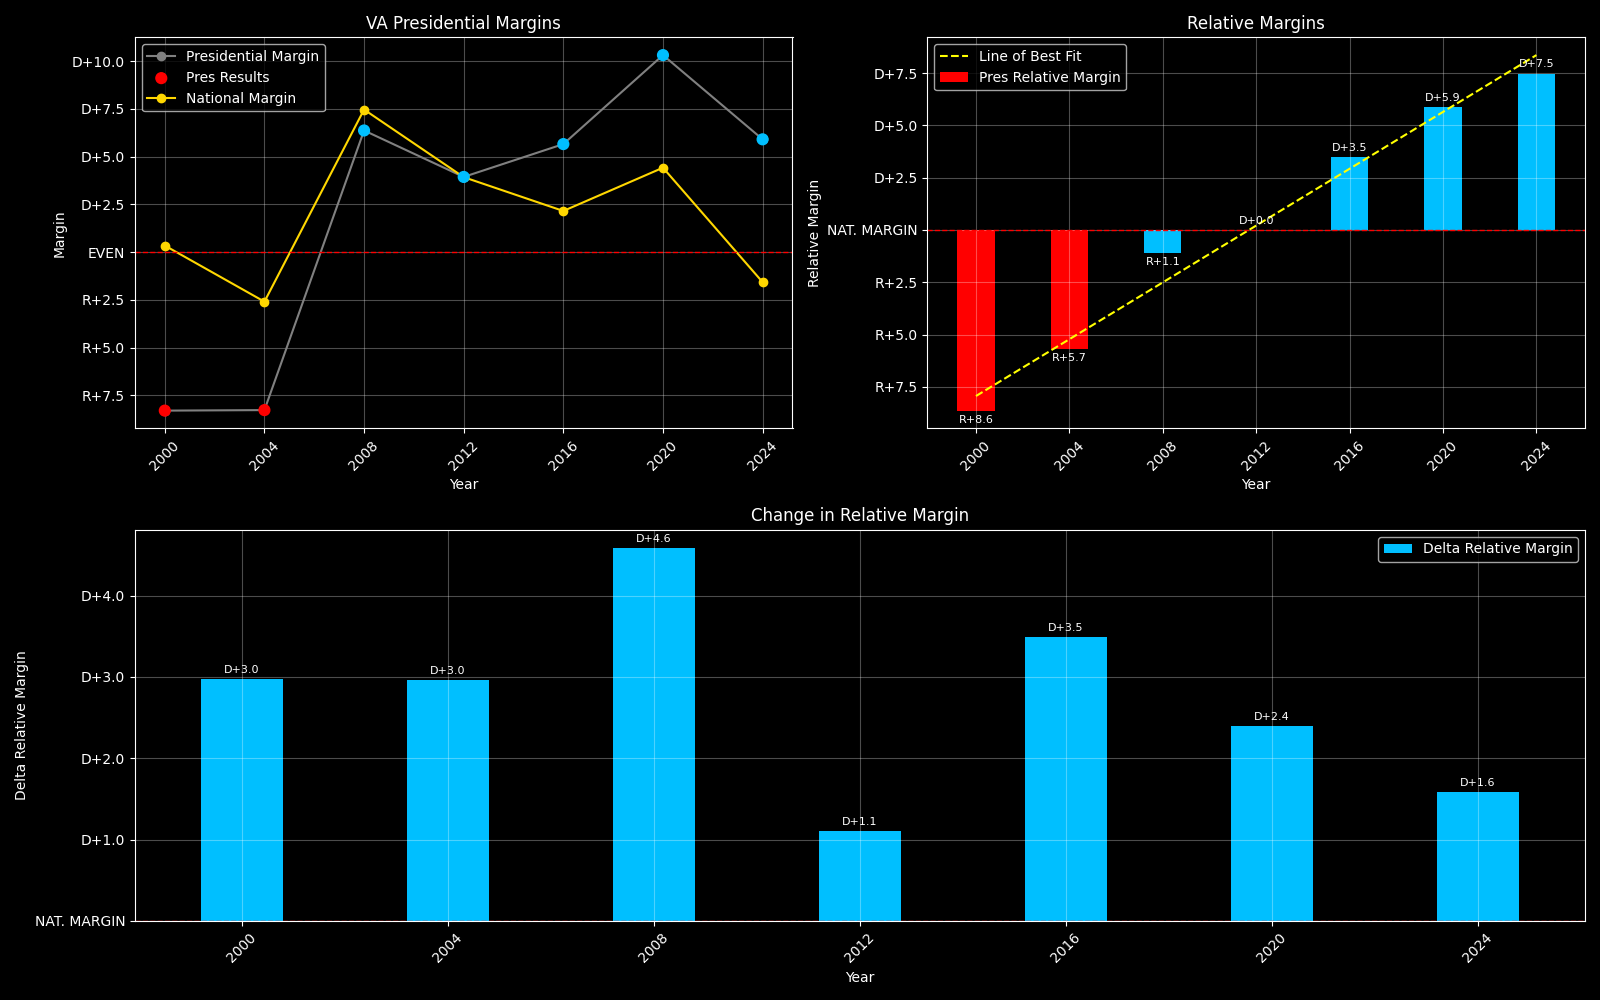 VA Presidential Margins
Presidential Margin
Pres Results
National Margin
D+10.0
D+7.5
D+5.0
D+2.5
EVEN
R+2.5
R+5.0
R+7.5
Margin
2000
2004
2008
2012
2016
2020
2024
Year
Relative Margins
Line of Best Fit
Pres Relative Margin
D+7.5
D+5.0
D+2.5
NAT. MARGIN
R+2.5
R+5.0
R+7.5
Relative Margin
R+8.6
R+5.7
R+1.1
D+0.0
D+3.5
D+5.9
D+7.5
2000
2004
2008
2012
2016
2020
2024
Year
Change in Relative Margin
Delta Relative Margin
D+4.0
D+3.0
D+2.0
D+1.0
NAT. MARGIN
Delta Relative Margin
D+3.0
D+3.0
D+4.6
D+1.1
D+3.5
D+2.4
D+1.6
2000
2004
2008
2012
2016
2020
2024
Year